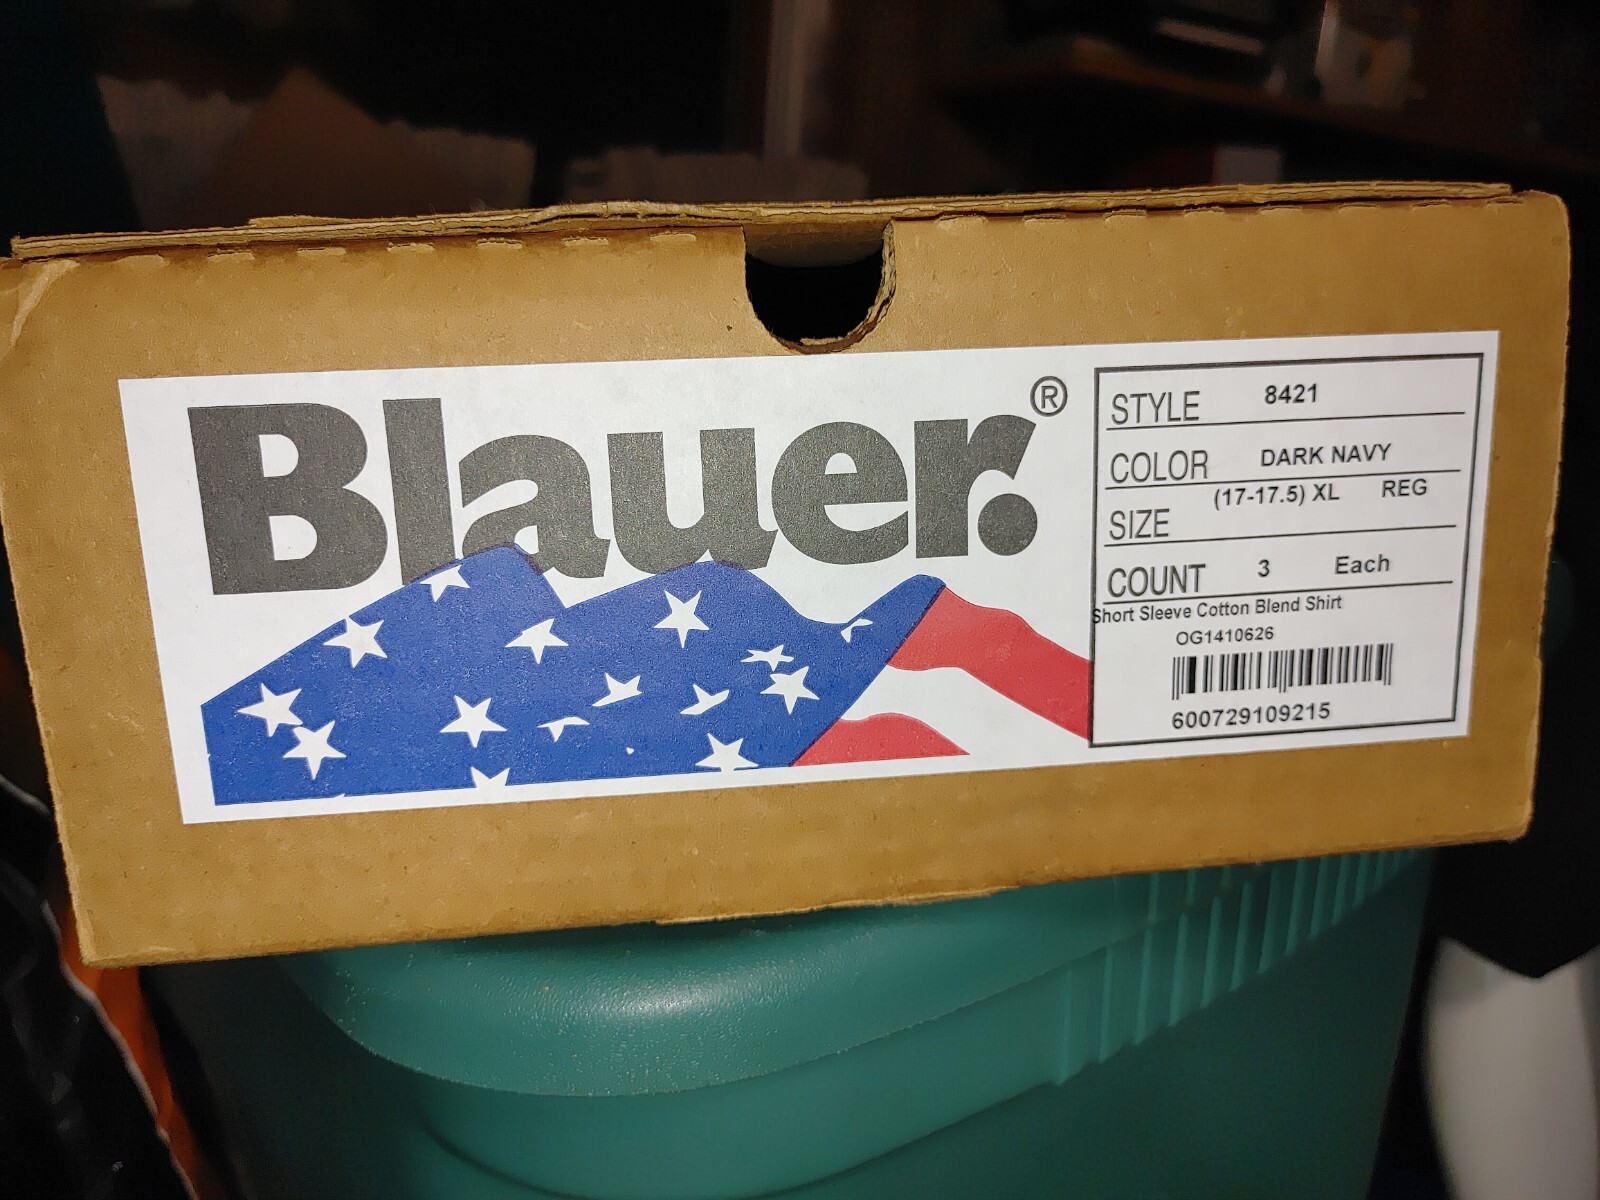 Blauer.®
STYLE 8421
COLOR DARK NAVY
SIZE (17-17.5) XL REG
COUNT 3 Each
Short Sleeve Cotton Blend Shirt
OG1410626
600729109215